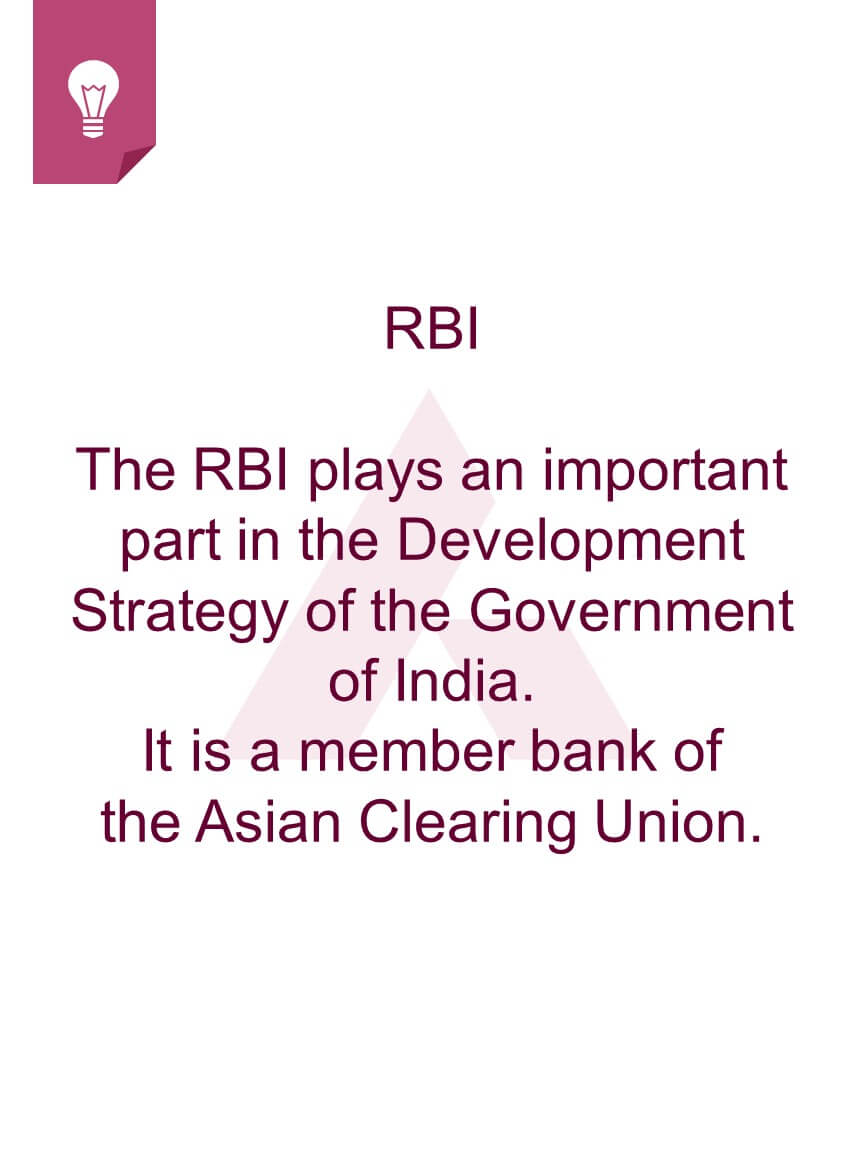 RBI
The RBI plays an important
part in the Development
Strategy of the Government
of India.
It is a member bank of
the Asian Clearing Union.